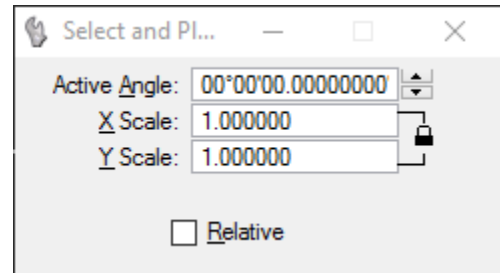 Select and Pl...
Active Angle: 00°00'00.00000000"
X Scale: 1.000000
Y Scale: 1.000000
Relative